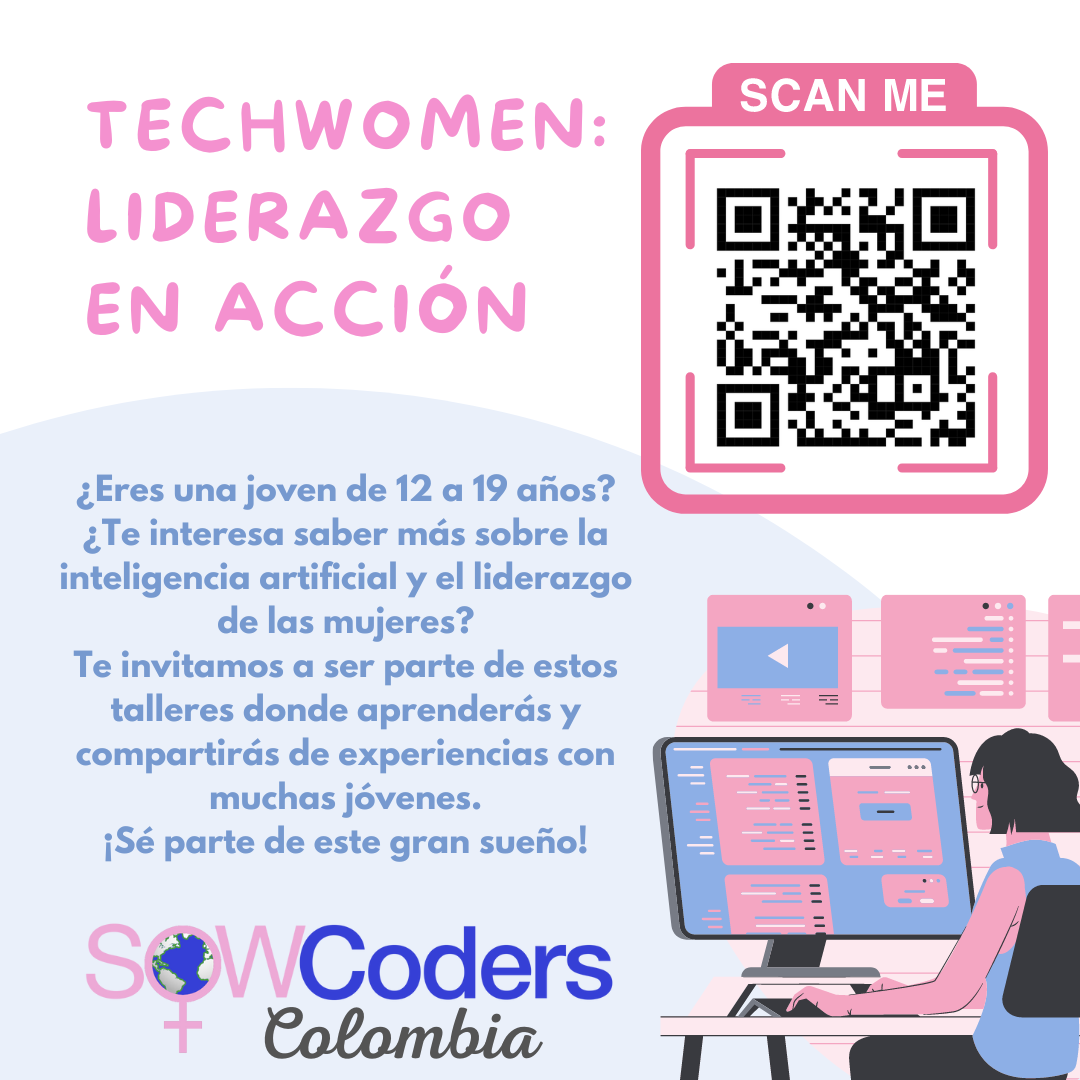 TECHWOMEN:
LIDERAZGO
EN ACCIÓN
SCAN ME
¿Eres una joven de 12 a 19 años?
¿Te interesa saber más sobre la
inteligencia artificial y el liderazgo
de las mujeres?
Te invitamos a ser parte de estos
talleres donde aprenderás y
compartirás de experiencias con
muchas jóvenes.
¡Sé parte de este gran sueño!
SOWCoders
Colombia